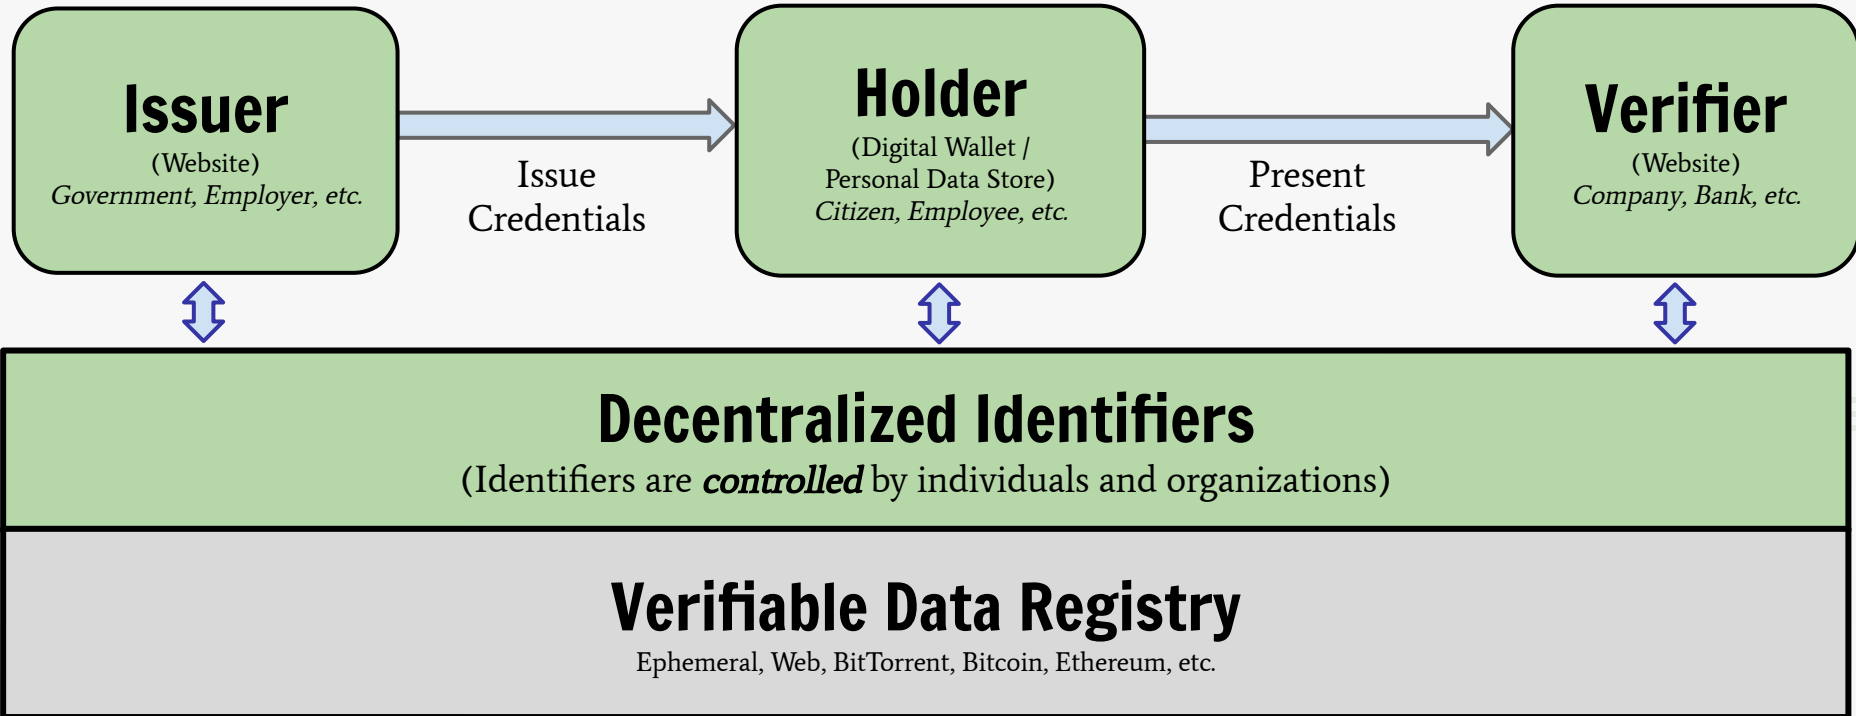 Issuer
(Website)
Government, Employer, etc.
Issue
Credentials
Holder
(Digital Wallet /
Personal Data Store)
Citizen, Employee, etc.
Present
Credentials
Verifier
(Website)
Company, Bank, etc.
Decentralized Identifiers
(Identifiers are controlled by individuals and organizations)
Verifiable Data Registry
Ephemeral, Web, BitTorrent, Bitcoin, Ethereum, etc.